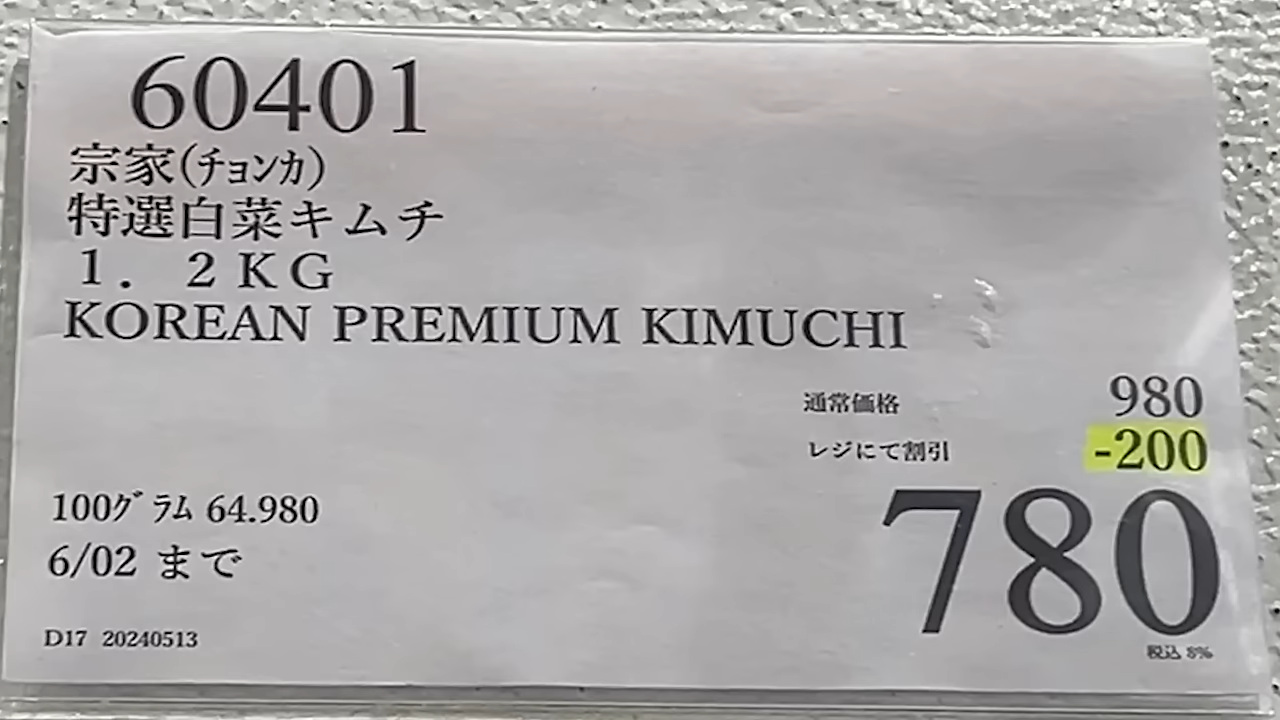 60401
宗家(チョンカ)
特選白菜キムチ
１．２ＫＧ
KOREAN PREMIUM KIMUCHI
通常価格 980
レジにて割引 -200
780
税込 8%
100グラム 64.980
6/02 まで
D17 20240513